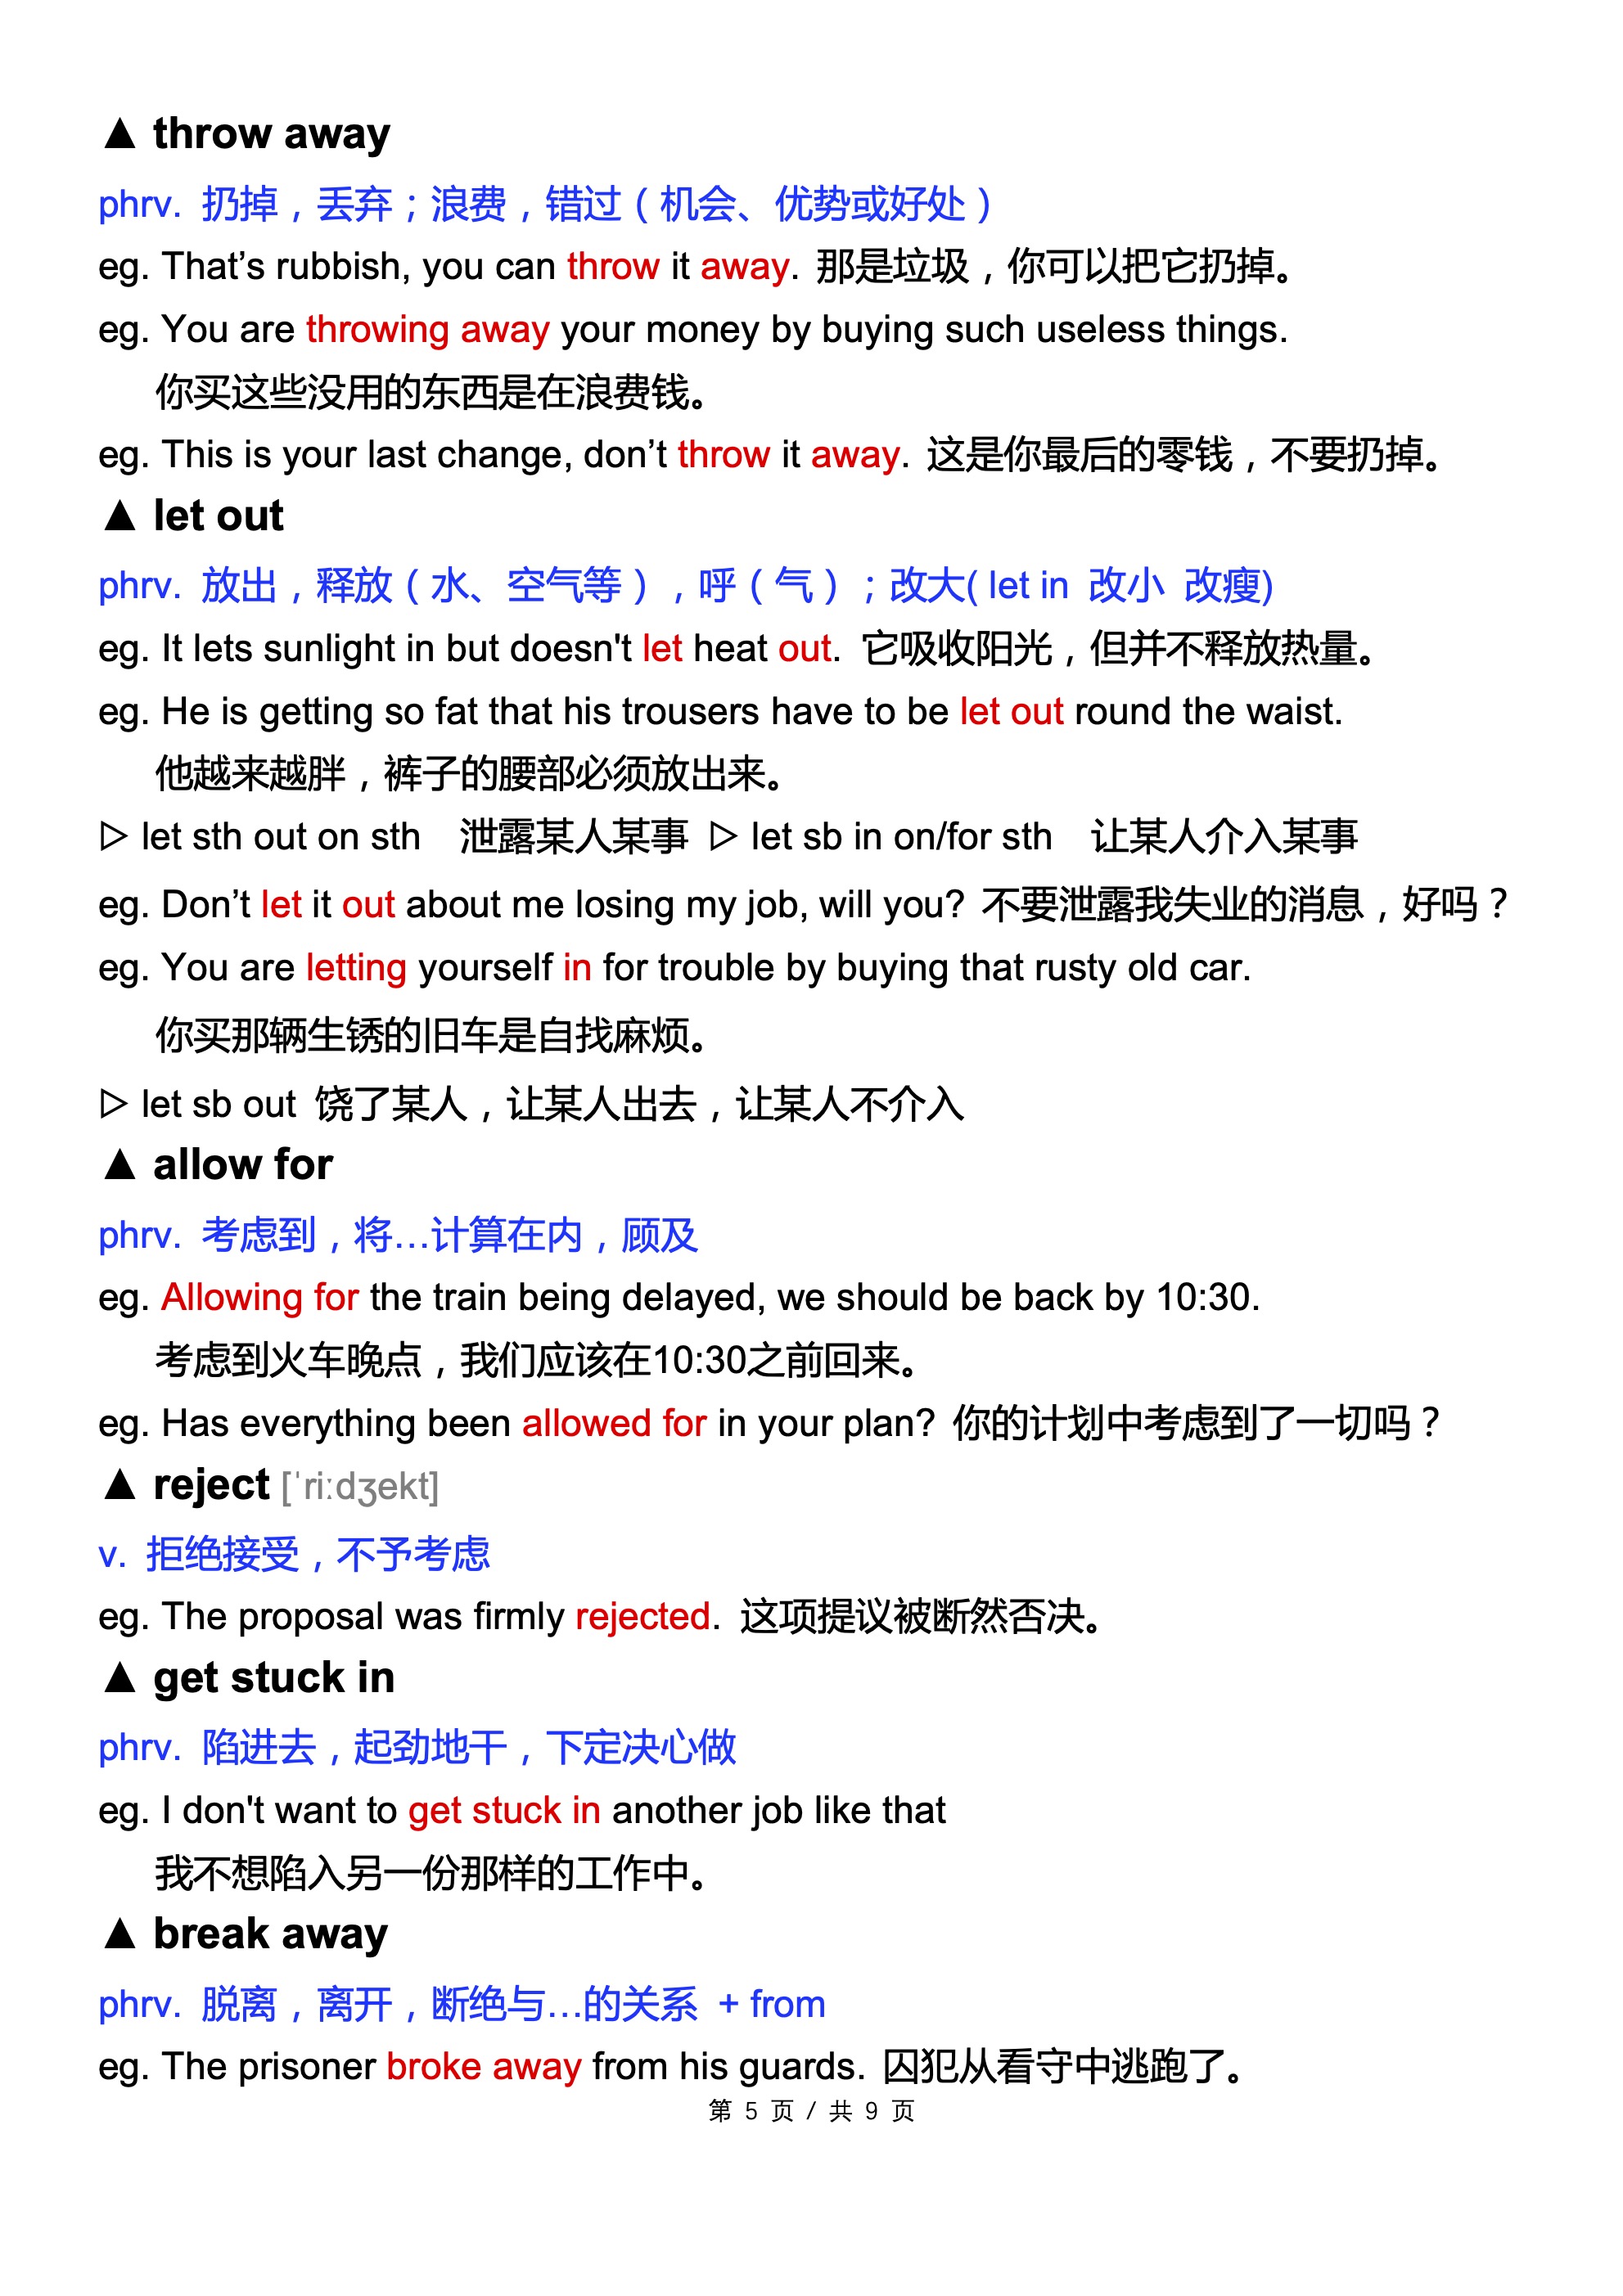 ▲ throw away
phrv. 扔掉，丢弃；浪费，错过（机会、优势或好处）
eg. That’s rubbish, you can throw it away. 那是垃圾，你可以把它扔掉。
eg. You are throwing away your money by buying such useless things.
你买这些没用的东西是在浪费钱。
eg. This is your last change, don’t throw it away. 这是你最后的零钱，不要扔掉。
▲ let out
phrv. 放出，释放（水、空气等），呼（气）；改大( let in 改小 改瘦)
eg. It lets sunlight in but doesn't let heat out. 它吸收阳光，但并不释放热量。
eg. He is getting so fat that his trousers have to be let out round the waist.
他越来越胖，裤子的腰部必须放出来。
▷ let sth out on sth 泄露某人某事 ▷ let sb in on/for sth 让某人介入某事
eg. Don’t let it out about me losing my job, will you? 不要泄露我失业的消息，好吗？
eg. You are letting yourself in for trouble by buying that rusty old car.
你买那辆生锈的旧车是自找麻烦。
▷ let sb out 饶了某人，让某人出去，让某人不介入
▲ allow for
phrv. 考虑到，将…计算在内，顾及
eg. Allowing for the train being delayed, we should be back by 10:30.
考虑到火车晚点，我们应该在10:30之前回来。
eg. Has everything been allowed for in your plan? 你的计划中考虑到了一切吗？
▲ reject [ˈriːdʒekt]
v. 拒绝接受，不予考虑
eg. The proposal was firmly rejected. 这项提议被断然否决。
▲ get stuck in
phrv. 陷进去，起劲地干，下定决心做
eg. I don't want to get stuck in another job like that
我不想陷入另一份那样的工作中。
▲ break away
phrv. 脱离，离开，断绝与…的关系 + from
eg. The prisoner broke away from his guards. 囚犯从看守中逃跑了。
第 5 页 / 共 9 页